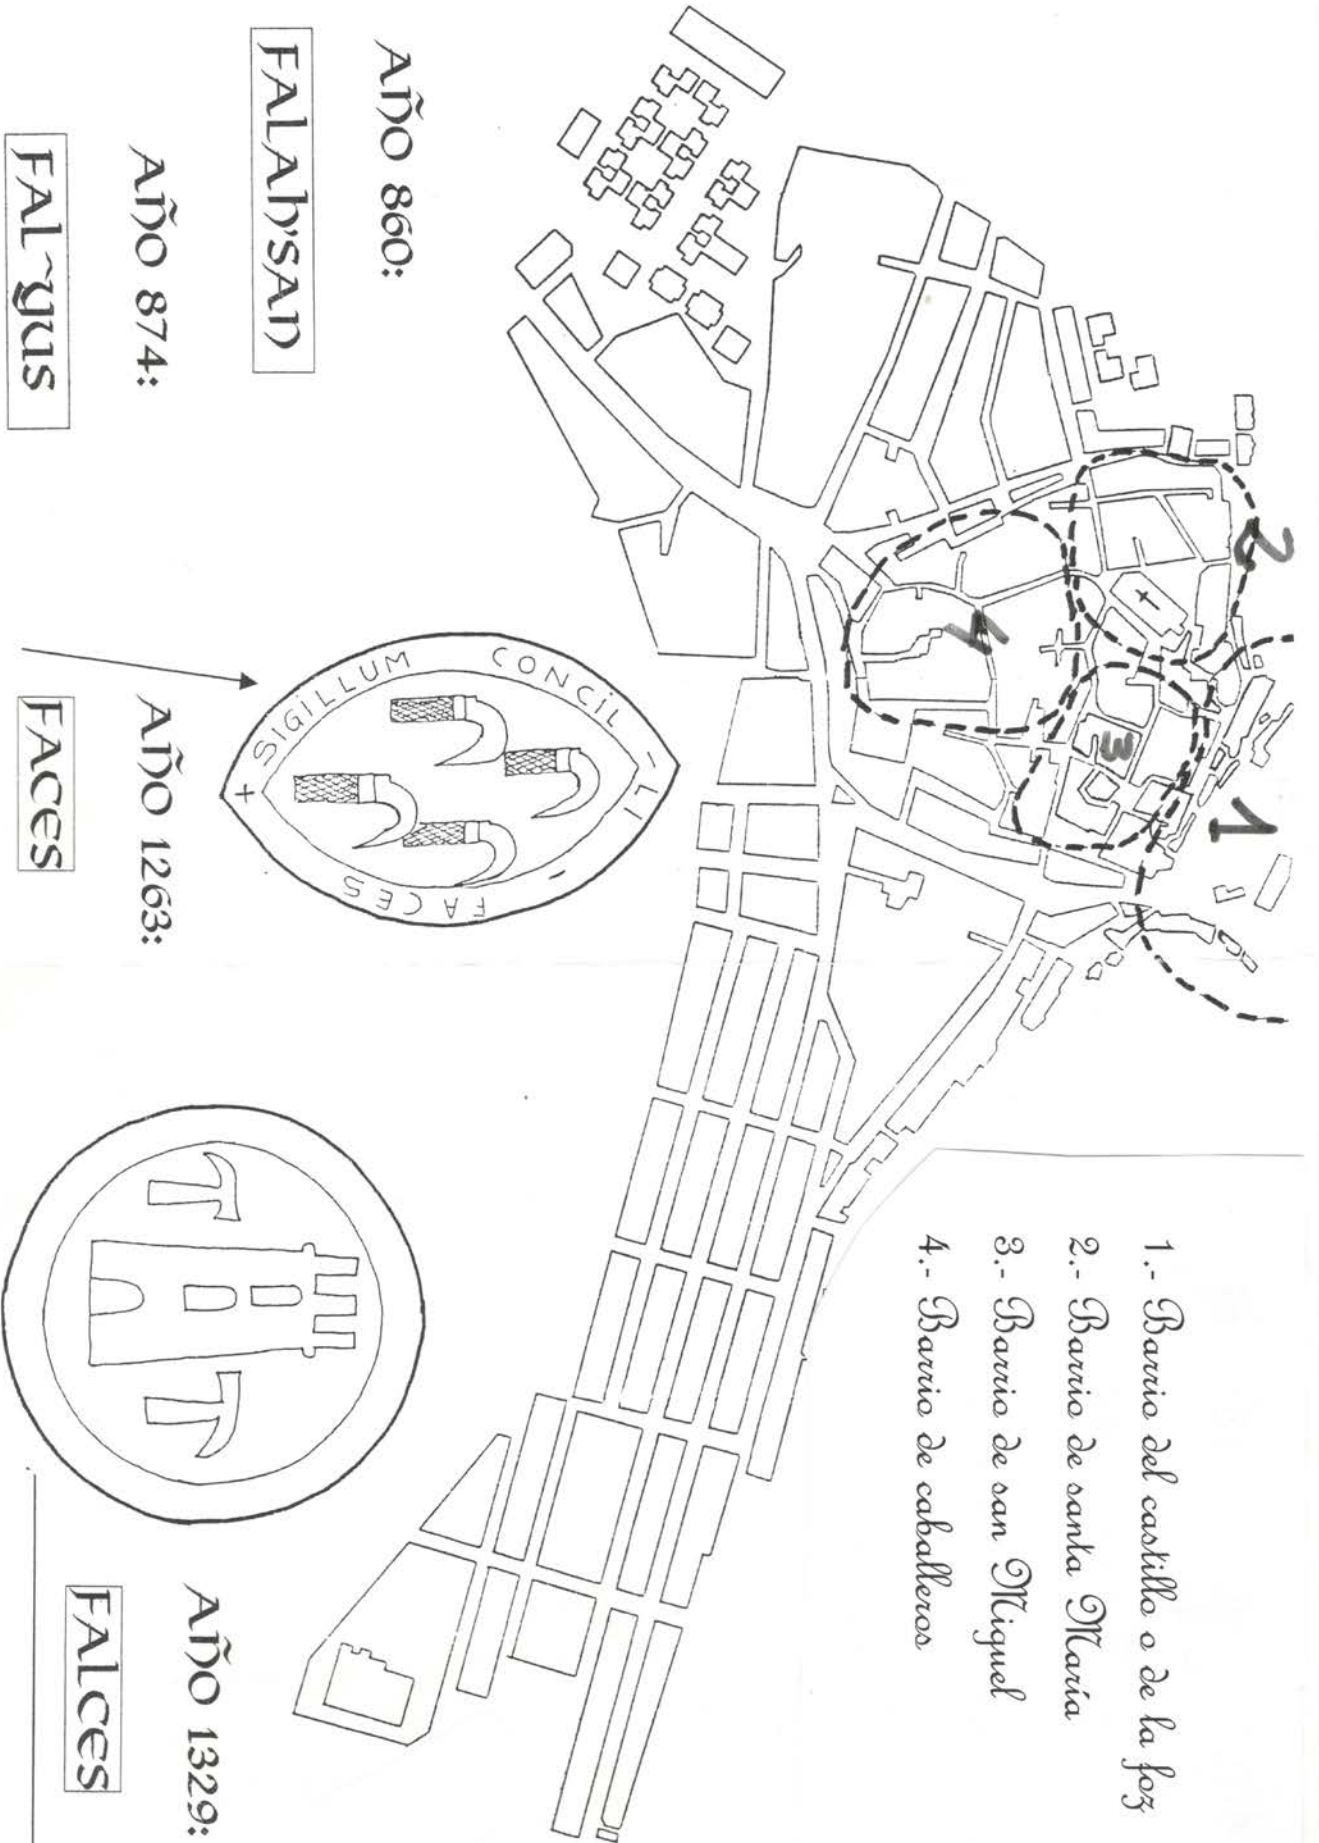 1.- Barrio del castillo o de la foz
2.- Barrio de santa María
3.- Barrio de san Miguel
4.- Barrio de caballeros
2
1
3
4
AÑO 860:
FALAh'SAN
AÑO 874:
FAL~YUS
+ SIGILLUM CONCIL-LI - FACES
AÑO 1263:
FACES
AÑO 1329:
FALCES